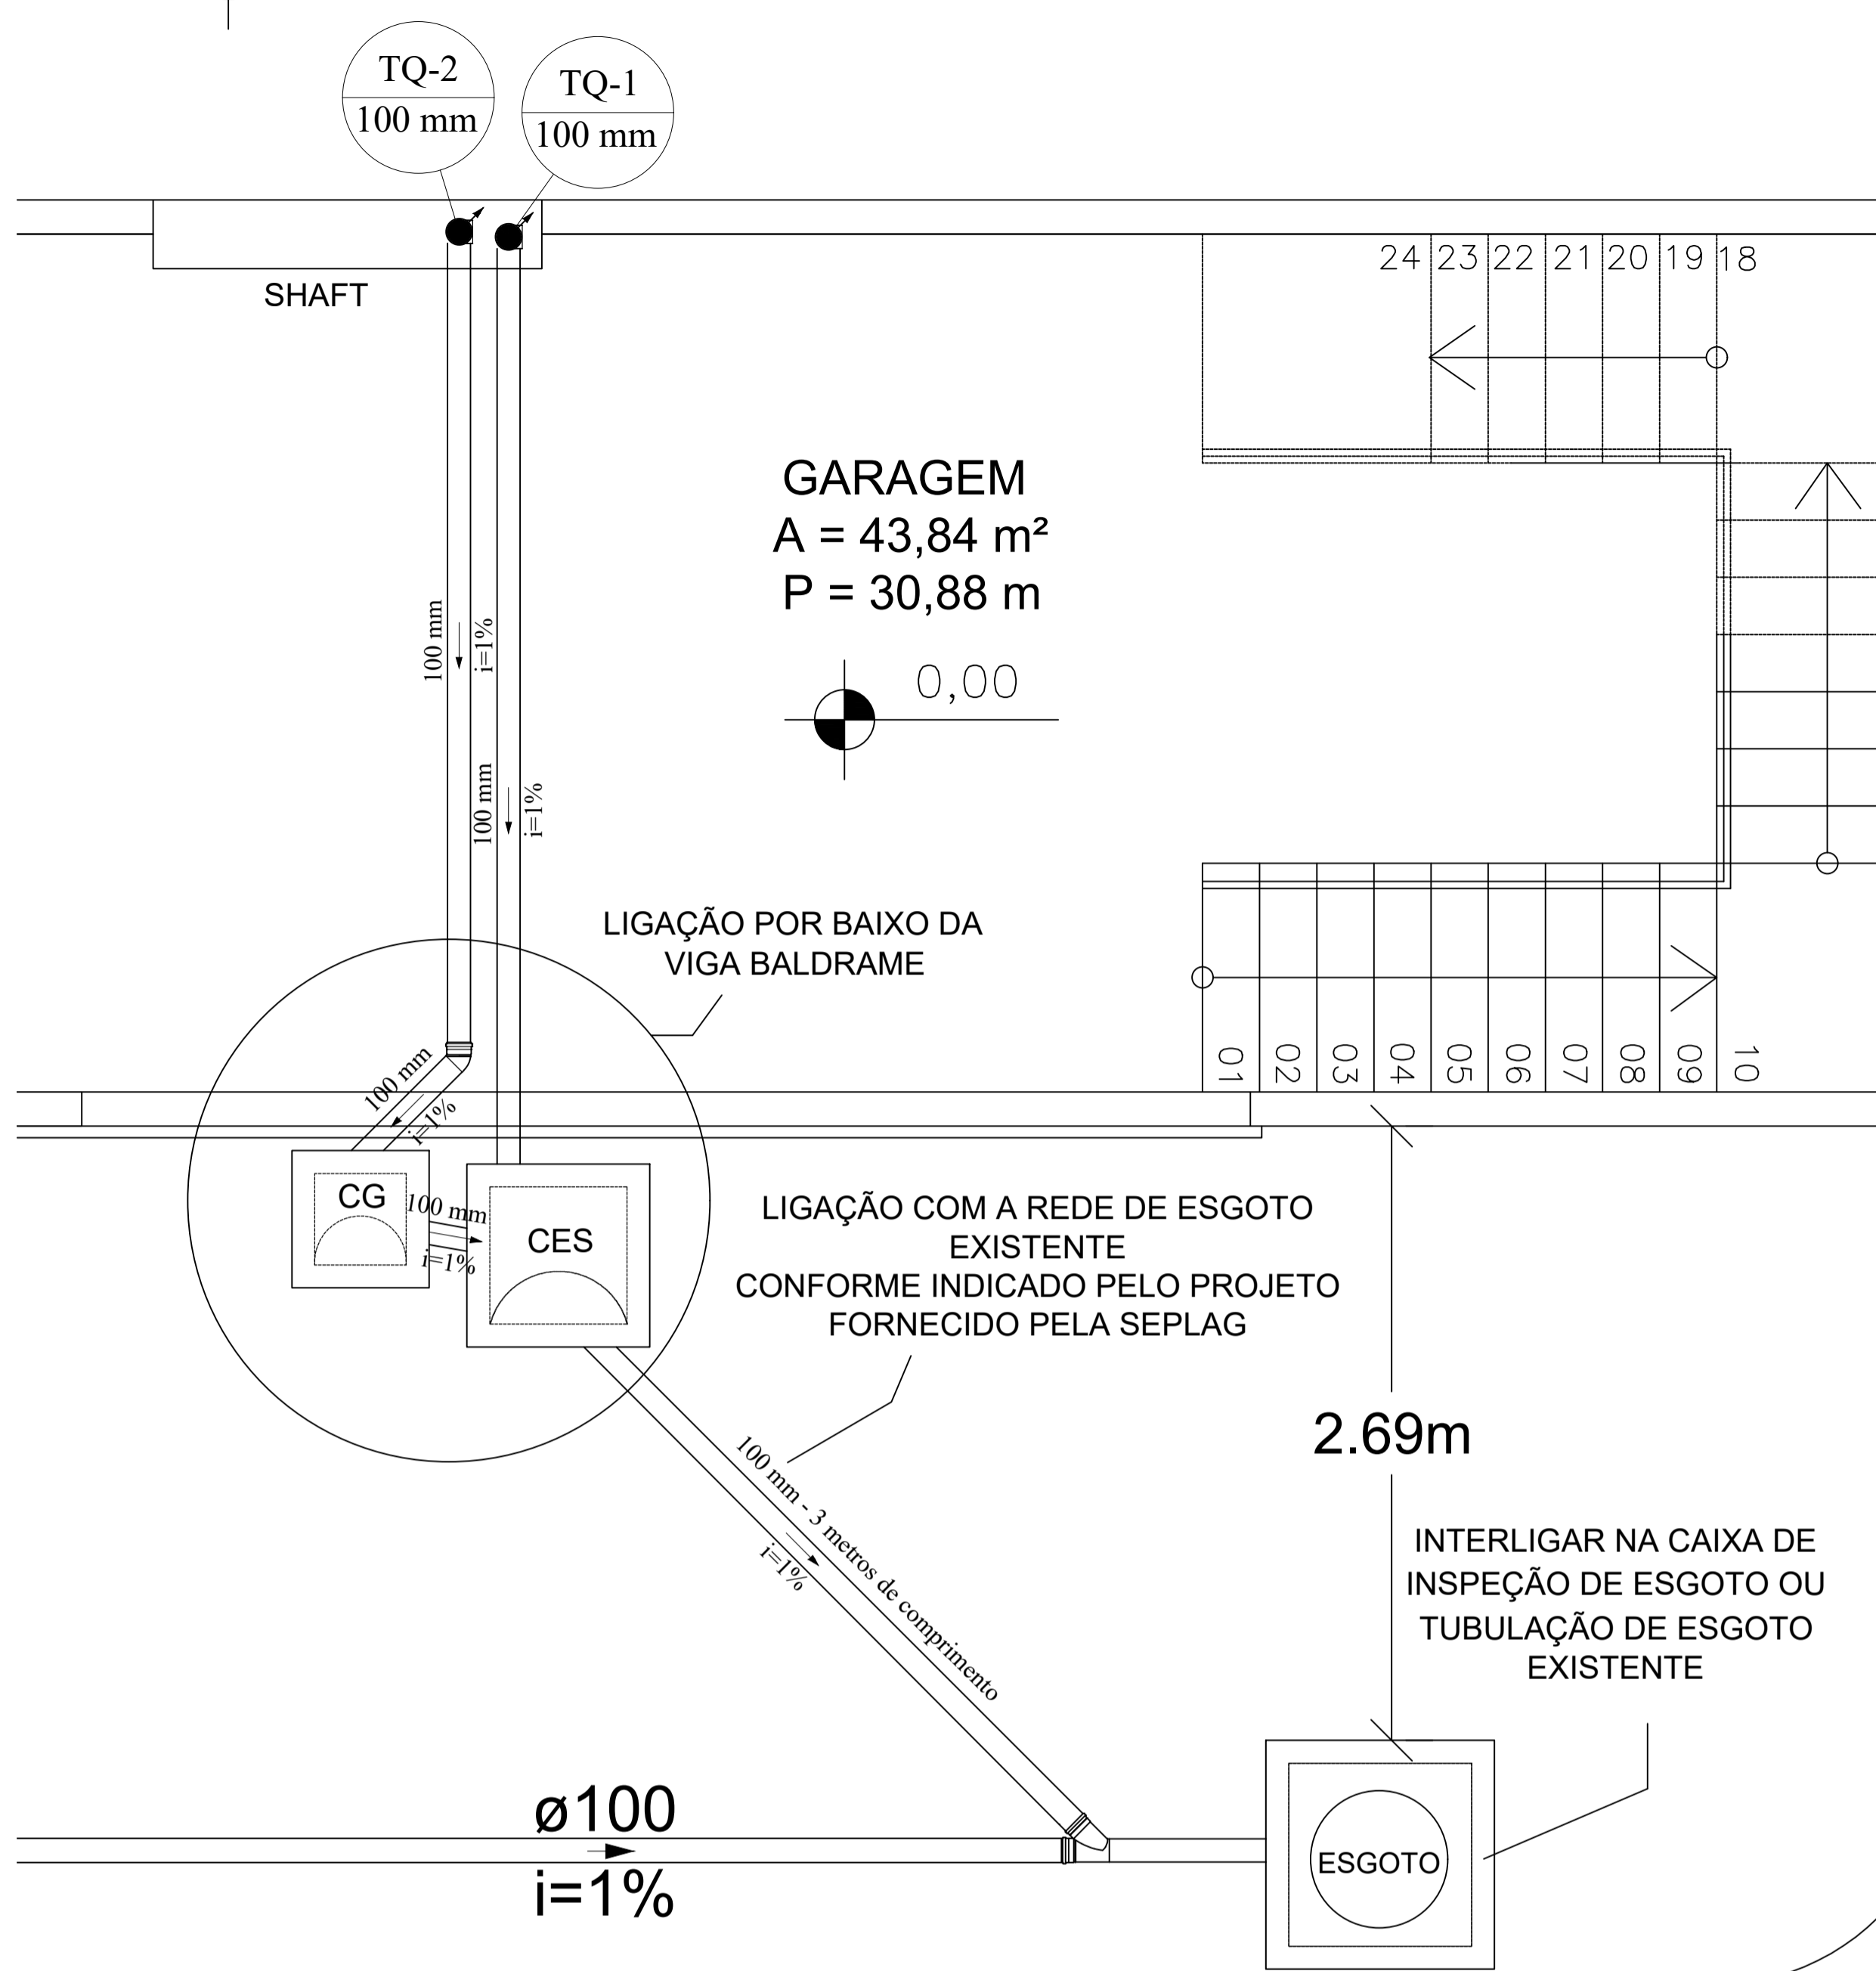 TQ-2
100 mm
TQ-1
100 mm
SHAFT
24 23 22 21 20 19 18
GARAGEM
A = 43,84 m²
P = 30,88 m
0,00
100 mm
i=1%
100 mm
i=1%
LIGAÇÃO POR BAIXO DA
VIGA BALDRAME
01 02 03 04 05 06 07 08 09 10
100 mm
i=1%
CG
100 mm
i=1%
CES
LIGAÇÃO COM A REDE DE ESGOTO
EXISTENTE
CONFORME INDICADO PELO PROJETO
FORNECIDO PELA SEPLAG
2.69m
100 mm - 3 metros de comprimento
i=1%
INTERLIGAR NA CAIXA DE
INSPEÇÃO DE ESGOTO OU
TUBULAÇÃO DE ESGOTO
EXISTENTE
ø100
i=1%
ESGOTO